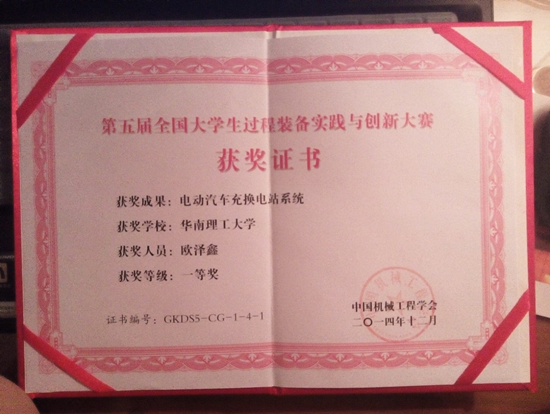 第五届全国大学生过程装备实践与创新大赛
获奖证书
获奖成果：电动汽车充换电站系统
获奖学校：华南理工大学
获奖人员：欧泽鑫
获奖等级：一等奖
证书编号：GKDS5-CG-1-4-1
中国机械工程学会
二〇一四年十二月